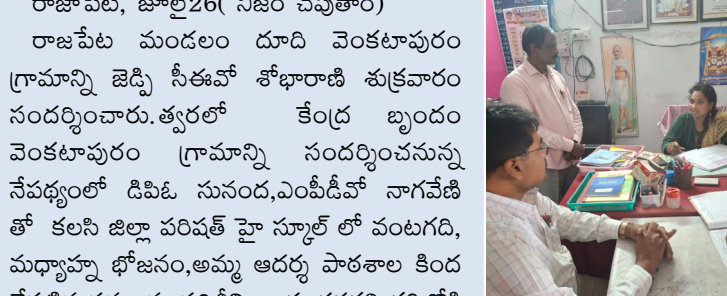 రాజాపేట, జూలై26( నిజం చెవుతాం)
రాజపేట మండలం దూది వెంకటాపురం
గ్రామాన్ని జెడ్పి సీఈవో శోభారాణి శుక్రవారం
సందర్శించారు.త్వరలో కేంద్ర బృందం
వెంకటాపురం గ్రామాన్ని సందర్శించనున్న
నేపథ్యంలో డిపిఓ సునంద,ఎంపీడీవో నాగవేణి
తో కలసి జిల్లా పరిషత్ హై స్కూల్ లో వంటగది,
మధ్యాహ్న భోజనం,అమ్మ ఆదర్శ పాఠశాల కింద